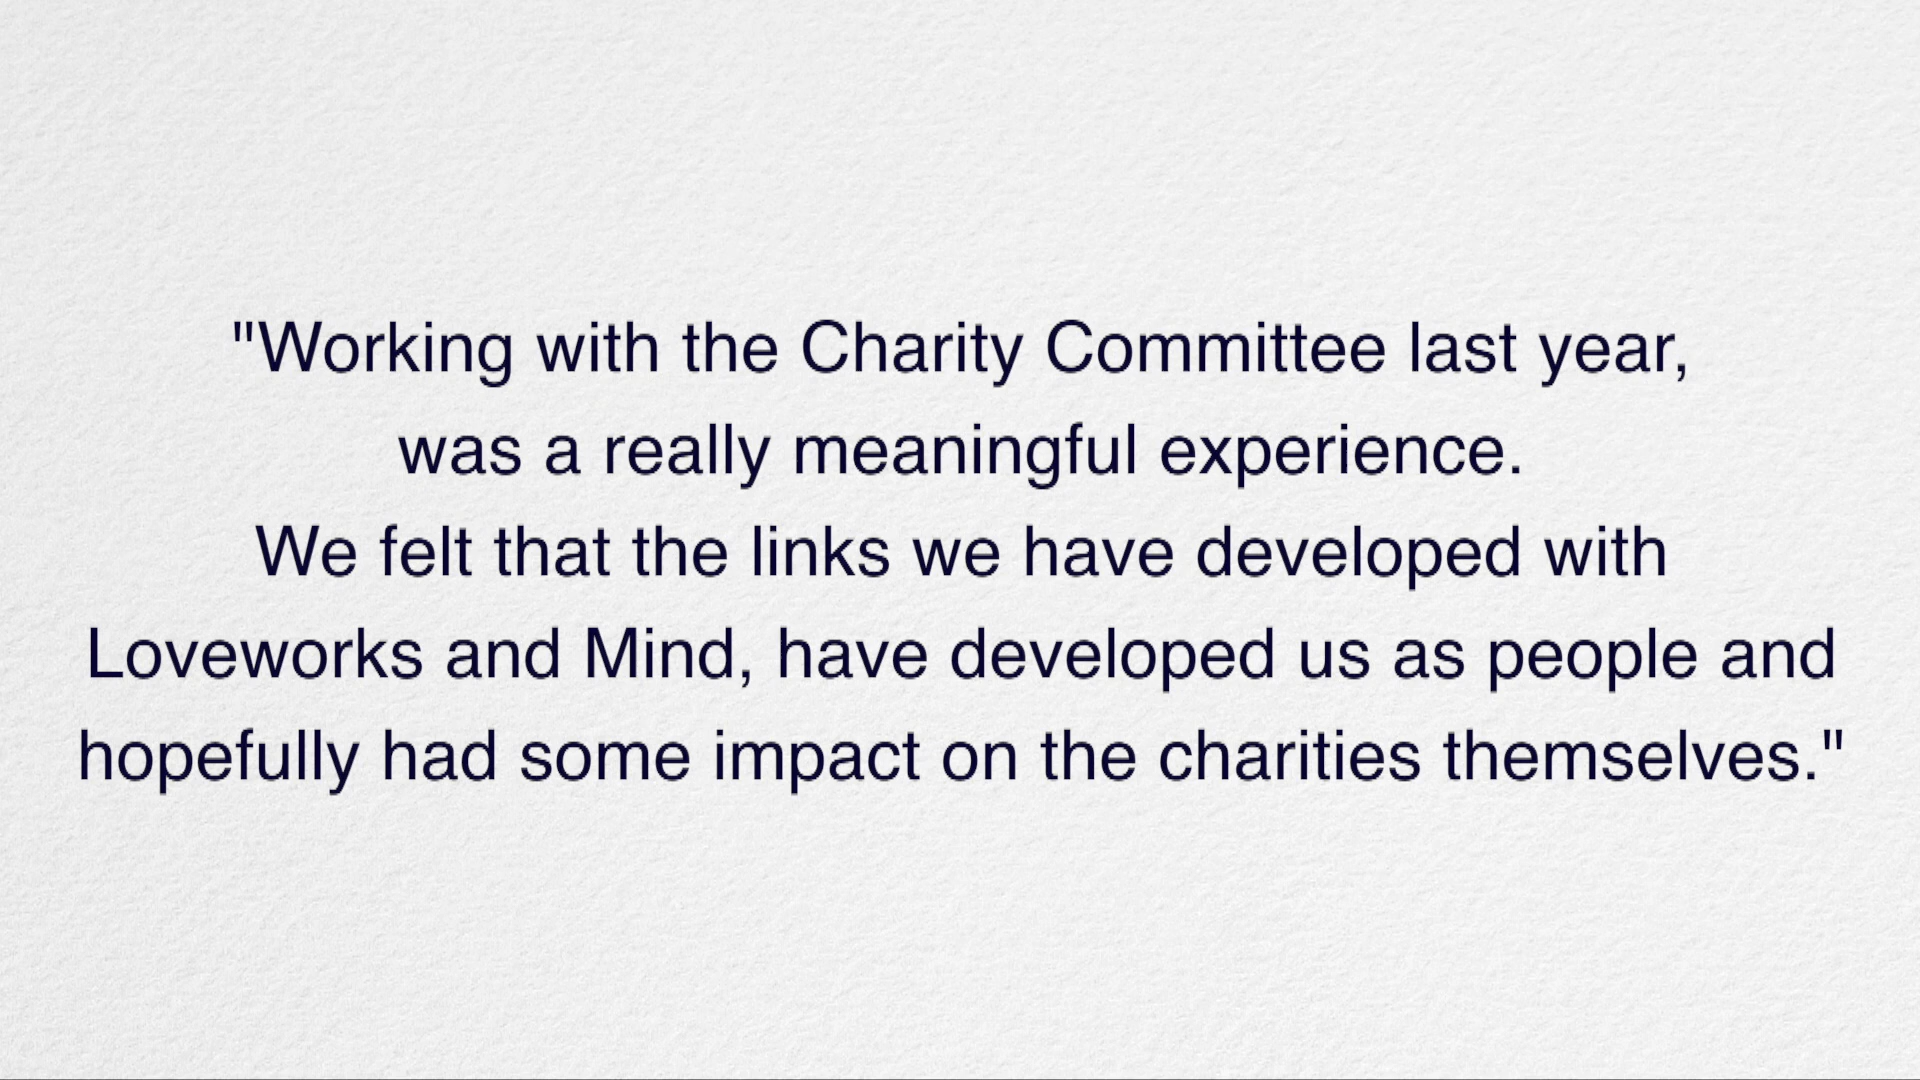 "Working with the Charity Committee last year,
was a really meaningful experience.
We felt that the links we have developed with
Loveworks and Mind, have developed us as people and
hopefully had some impact on the charities themselves."